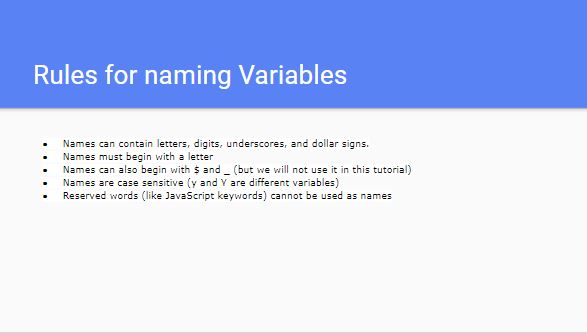 Rules for naming Variables
• Names can contain letters, digits, underscores, and dollar signs.
• Names must begin with a letter
• Names can also begin with $ and _ (but we will not use it in this tutorial)
• Names are case sensitive (y and Y are different variables)
• Reserved words (like JavaScript keywords) cannot be used as names